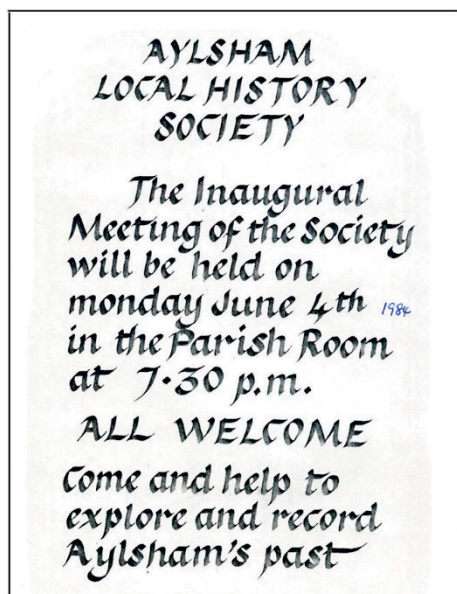 AYLSHAM
LOCAL HISTORY
SOCIETY
The Inaugural
Meeting of the Society
will be held on
monday June 4th 1984
in the Parish Room
at 7.30 p.m.
ALL WELCOME
Come and help to
explore and record
Aylsham's past